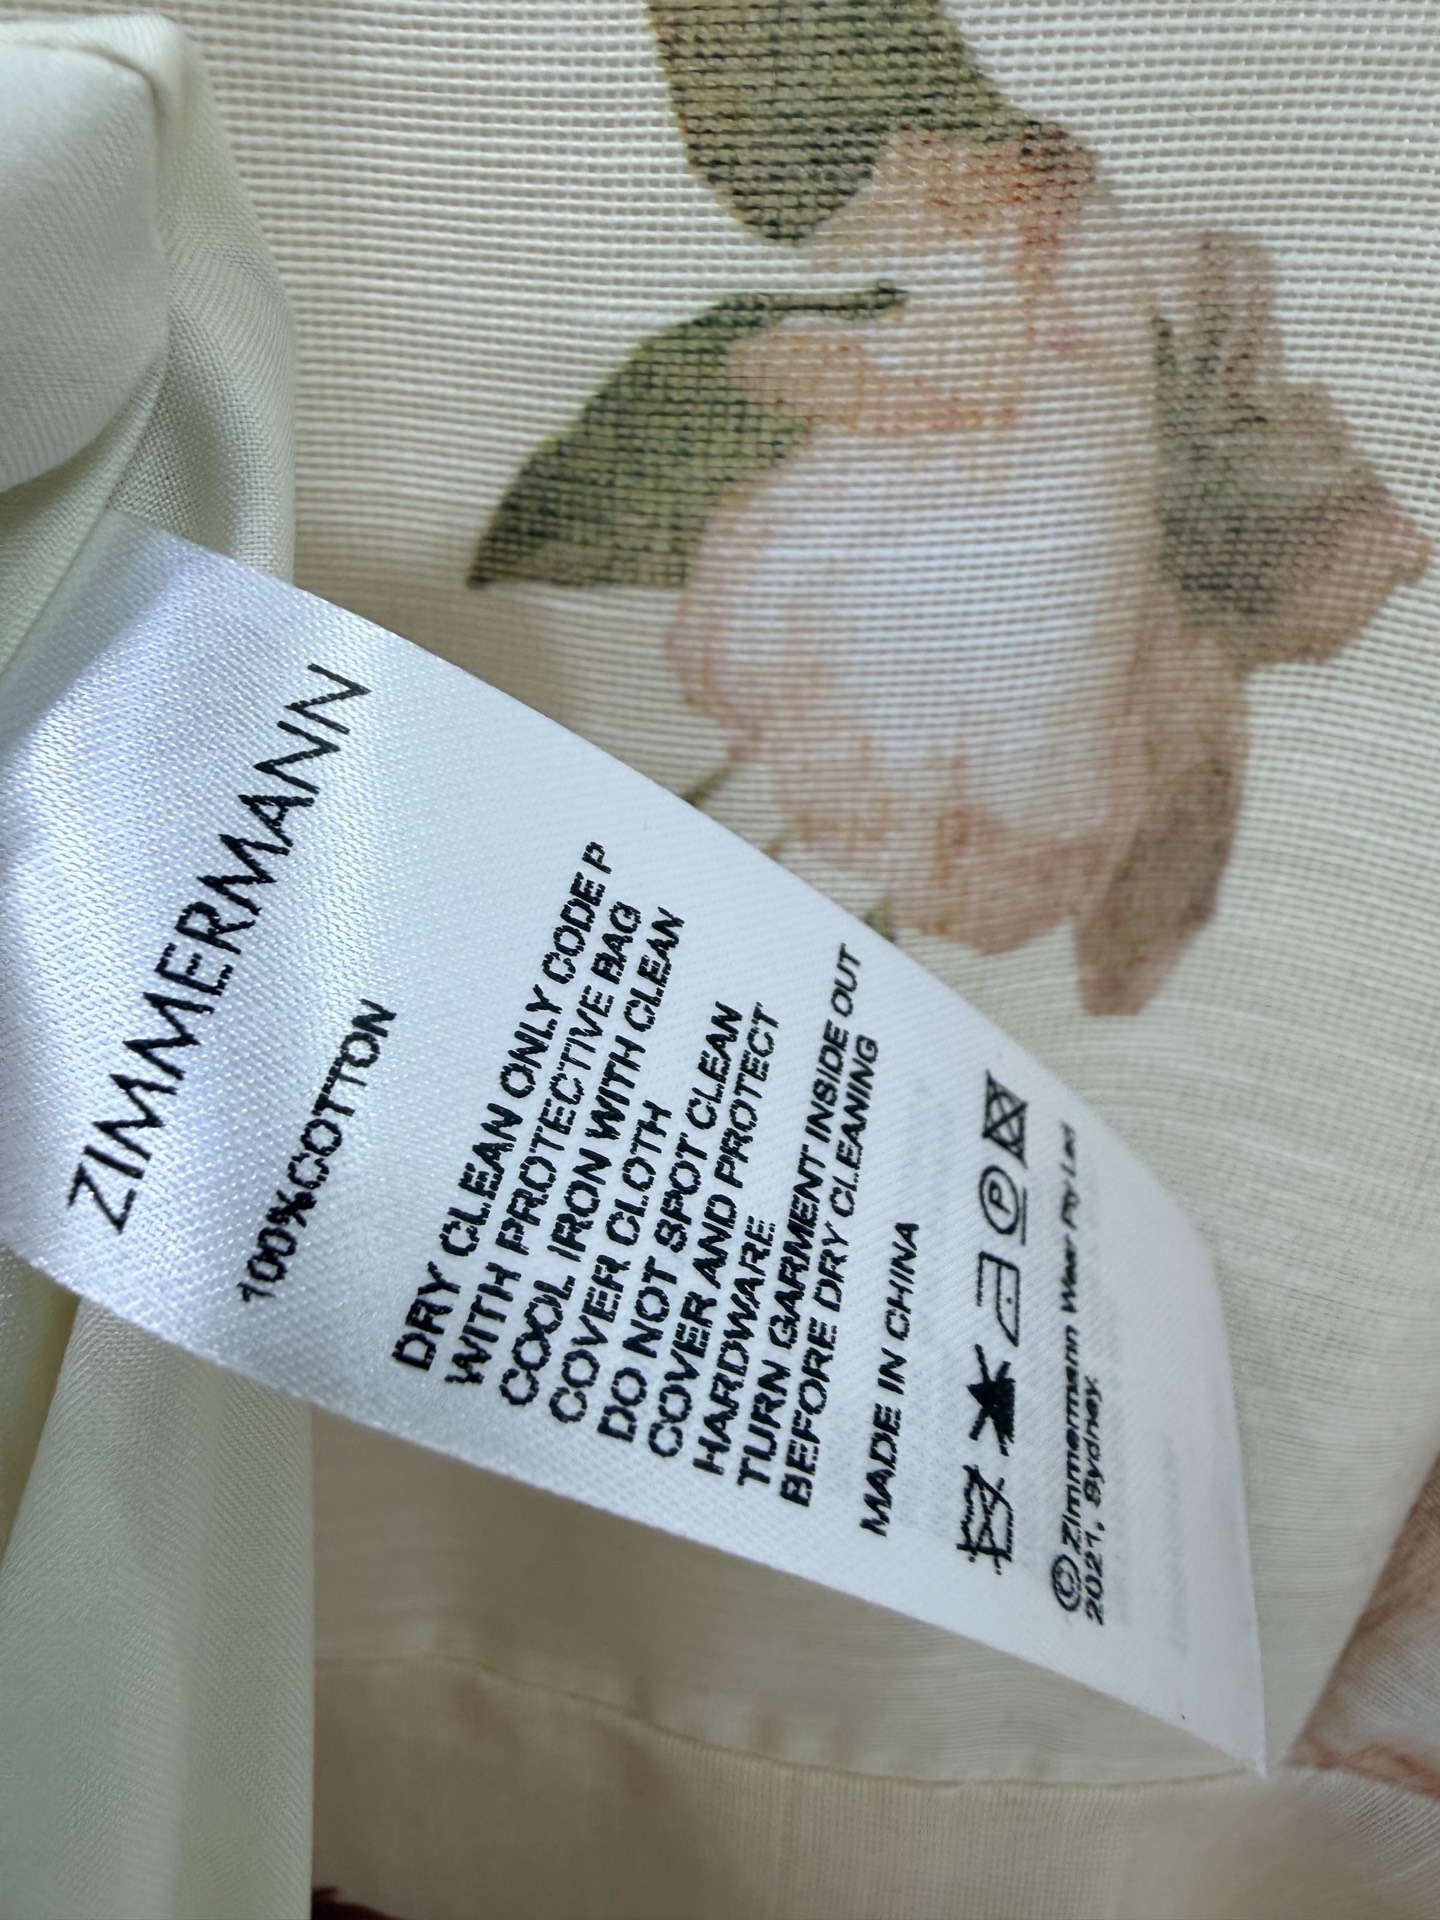 ZIMMERMANN
100%COTTON
DRY CLEAN ONLY CODE P
WITH PROTECTIVE BAG
COOL IRON WITH CLEAN
COVER CLOTH
DO NOT SPOT CLEAN
COVER AND PROTECT
HARDWARE
TURN GARMENT INSIDE OUT
BEFORE DRY CLEANING
MADE IN CHINA
P
©Zimmermann Wear Pty Ltd
2021, Sydney.